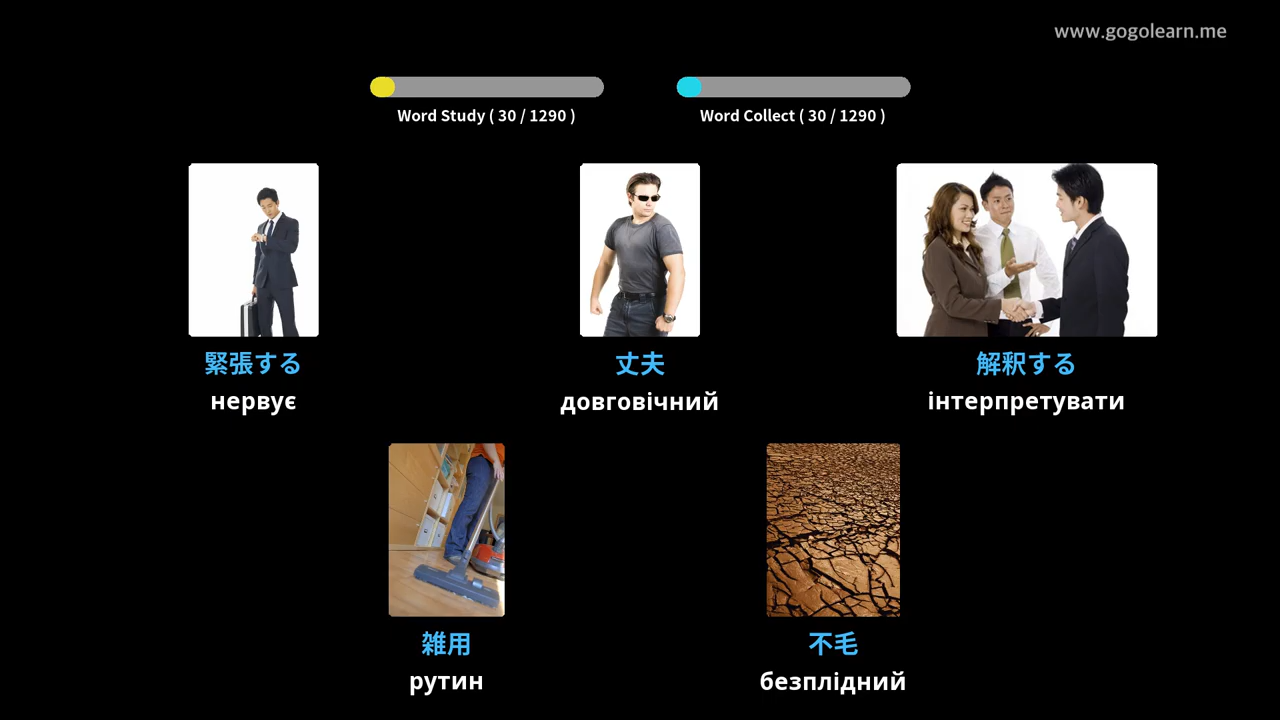 www.gogolearn.me
Word Study ( 30 / 1290 )
Word Collect ( 30 / 1290 )
緊張する
丈夫
解釈する
нервує
довговічний
інтерпретувати
雑用
不毛
рутин
безплідний